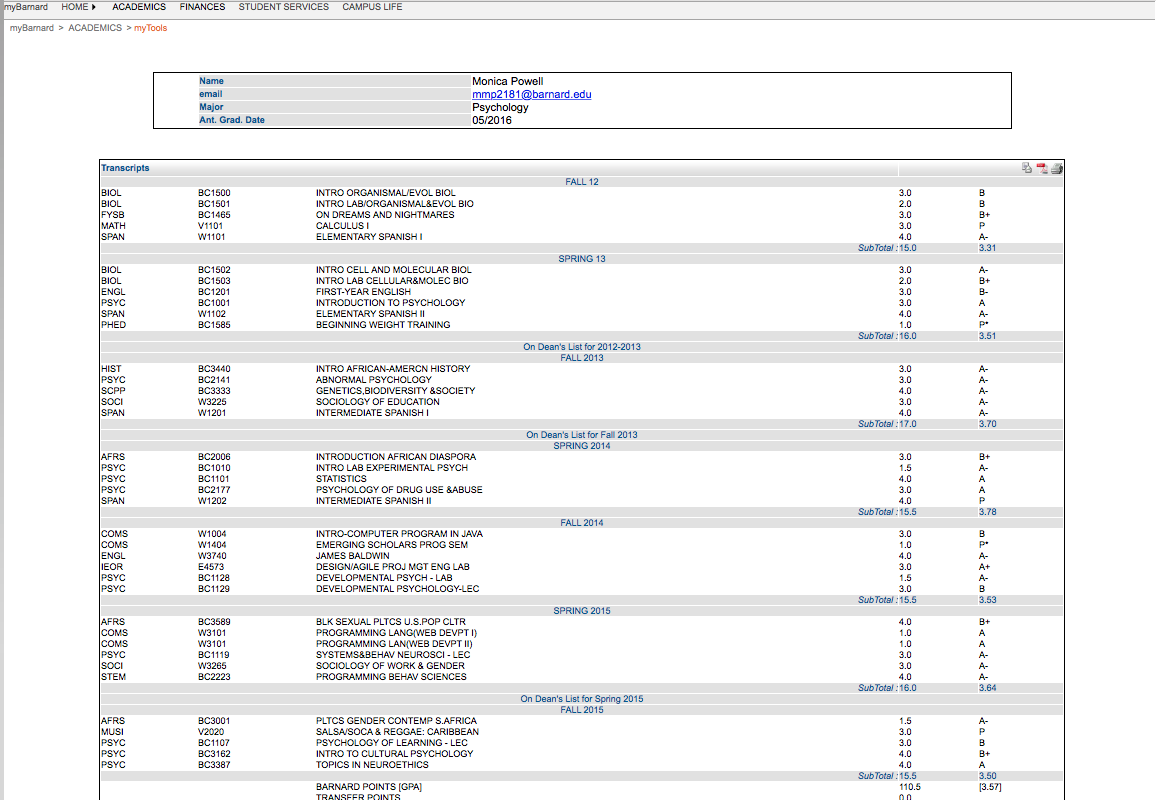 myBarnard HOME ACADEMICS FINANCES STUDENT SERVICES CAMPUS LIFE
myBarnard > ACADEMICS > myTools
Name Monica Powell
email mmp2181@barnard.edu
Major Psychology
Ant. Grad. Date 05/2016
Transcripts
FALL 12
BIOL BC1500 INTRO ORGANISMAL/EVOL BIOL 3.0 B
BIOL BC1501 INTRO LAB/ORGANISMAL&EVOL BIO 2.0 B
FYSB BC1465 ON DREAMS AND NIGHTMARES 3.0 B+
MATH V1101 CALCULUS I 3.0 P
SPAN W1101 ELEMENTARY SPANISH I 4.0 A-
SubTotal : 15.0 3.31
SPRING 13
BIOL BC1502 INTRO CELL AND MOLECULAR BIOL 3.0 A-
BIOL BC1503 INTRO LAB CELLULAR&MOLEC BIO 2.0 B+
ENGL BC1201 FIRST-YEAR ENGLISH 3.0 B-
PSYC BC1001 INTRODUCTION TO PSYCHOLOGY 3.0 A
SPAN W1102 ELEMENTARY SPANISH II 4.0 A-
PHED BC1585 BEGINNING WEIGHT TRAINING 1.0 P*
SubTotal : 16.0 3.51
On Dean's List for 2012-2013
FALL 2013
HIST BC3440 INTRO AFRICAN-AMERCN HISTORY 3.0 A-
PSYC BC2141 ABNORMAL PSYCHOLOGY 3.0 A-
SCPP BC3333 GENETICS,BIODIVERSITY &SOCIETY 4.0 A-
SOCI W3225 SOCIOLOGY OF EDUCATION 3.0 A-
SPAN W1201 INTERMEDIATE SPANISH I 4.0 A-
SubTotal : 17.0 3.70
On Dean's List for Fall 2013
SPRING 2014
AFRS BC2006 INTRODUCTION AFRICAN DIASPORA 3.0 B+
PSYC BC1010 INTRO LAB EXPERIMENTAL PSYCH 1.5 A-
PSYC BC1101 STATISTICS 4.0 A
PSYC BC2177 PSYCHOLOGY OF DRUG USE &ABUSE 3.0 A
SPAN W1202 INTERMEDIATE SPANISH II 4.0 P
SubTotal : 15.5 3.78
FALL 2014
COMS W1004 INTRO-COMPUTER PROGRAM IN JAVA 3.0 B
COMS W1404 EMERGING SCHOLARS PROG SEM 1.0 P*
ENGL W3740 JAMES BALDWIN 4.0 A-
IEOR E4573 DESIGN/AGILE PROJ MGT ENG LAB 3.0 A+
PSYC BC1128 DEVELOPMENTAL PSYCH - LAB 1.5 A-
PSYC BC1129 DEVELOPMENTAL PSYCHOLOGY-LEC 3.0 B
SubTotal : 15.5 3.53
SPRING 2015
AFRS BC3589 BLK SEXUAL PLTCS U.S.POP CLTR 4.0 B+
COMS W3101 PROGRAMMING LANG(WEB DEVPT I) 1.0 A
COMS W3101 PROGRAMMING LAN(WEB DEVPT II) 1.0 A
PSYC BC1119 SYSTEMS&BEHAV NEUROSCI - LEC 3.0 A-
SOCI W3265 SOCIOLOGY OF WORK & GENDER 3.0 A-
STEM BC2223 PROGRAMMING BEHAV SCIENCES 4.0 A-
SubTotal : 16.0 3.64
On Dean's List for Spring 2015
FALL 2015
AFRS BC3001 PLTCS GENDER CONTEMP S.AFRICA 1.5 A-
MUSI V2020 SALSA/SOCA & REGGAE: CARIBBEAN 3.0 P
PSYC BC1107 PSYCHOLOGY OF LEARNING - LEC 3.0 B
PSYC BC3162 INTRO TO CULTURAL PSYCHOLOGY 4.0 B+
PSYC BC3387 TOPICS IN NEUROETHICS 4.0 A
SubTotal : 15.5 3.50
BARNARD POINTS [GPA] 110.5 [3.57]
TRANSFER POINTS 0.0